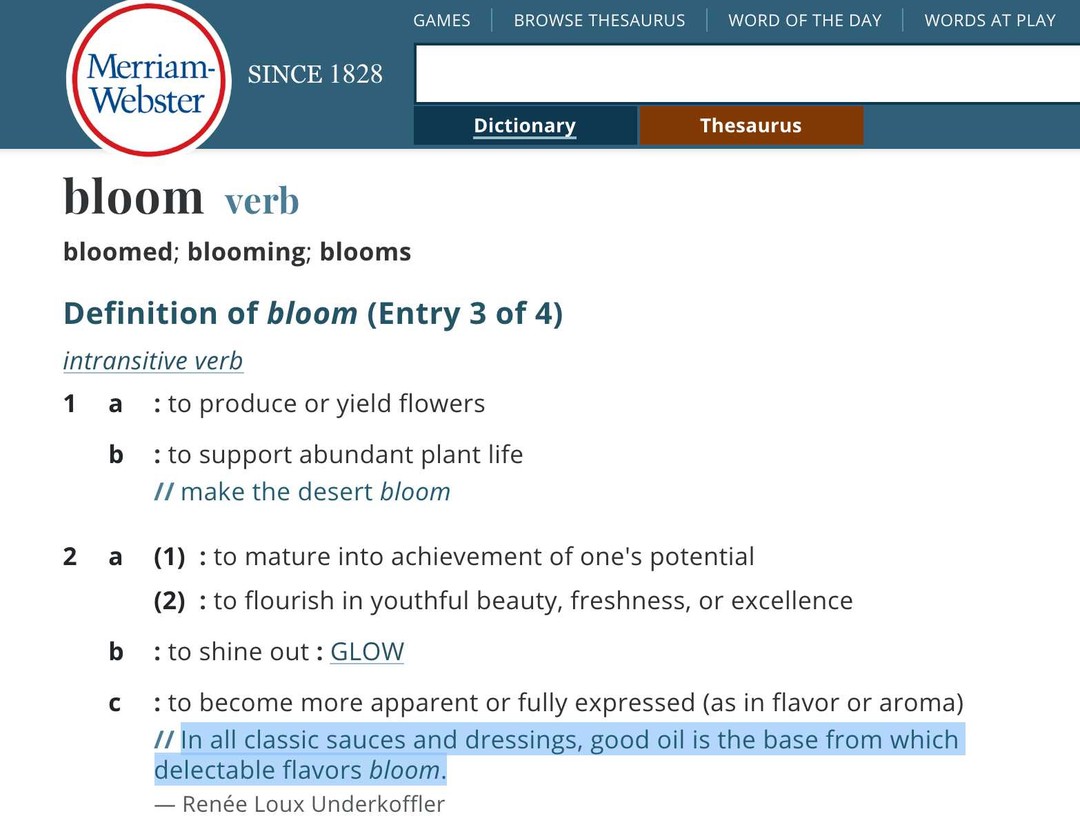 GAMES BROWSE THESAURUS WORD OF THE DAY WORDS AT PLAY
Merriam-
Webster
SINCE 1828
Dictionary Thesaurus
bloom verb
bloomed; blooming; blooms
Definition of bloom (Entry 3 of 4)
intransitive verb
1 a : to produce or yield flowers
b : to support abundant plant life
// make the desert bloom
2 a (1) : to mature into achievement of one's potential
(2) : to flourish in youthful beauty, freshness, or excellence
b : to shine out : GLOW
c : to become more apparent or fully expressed (as in flavor or aroma)
// In all classic sauces and dressings, good oil is the base from which
delectable flavors bloom.
— Renée Loux Underkoffler